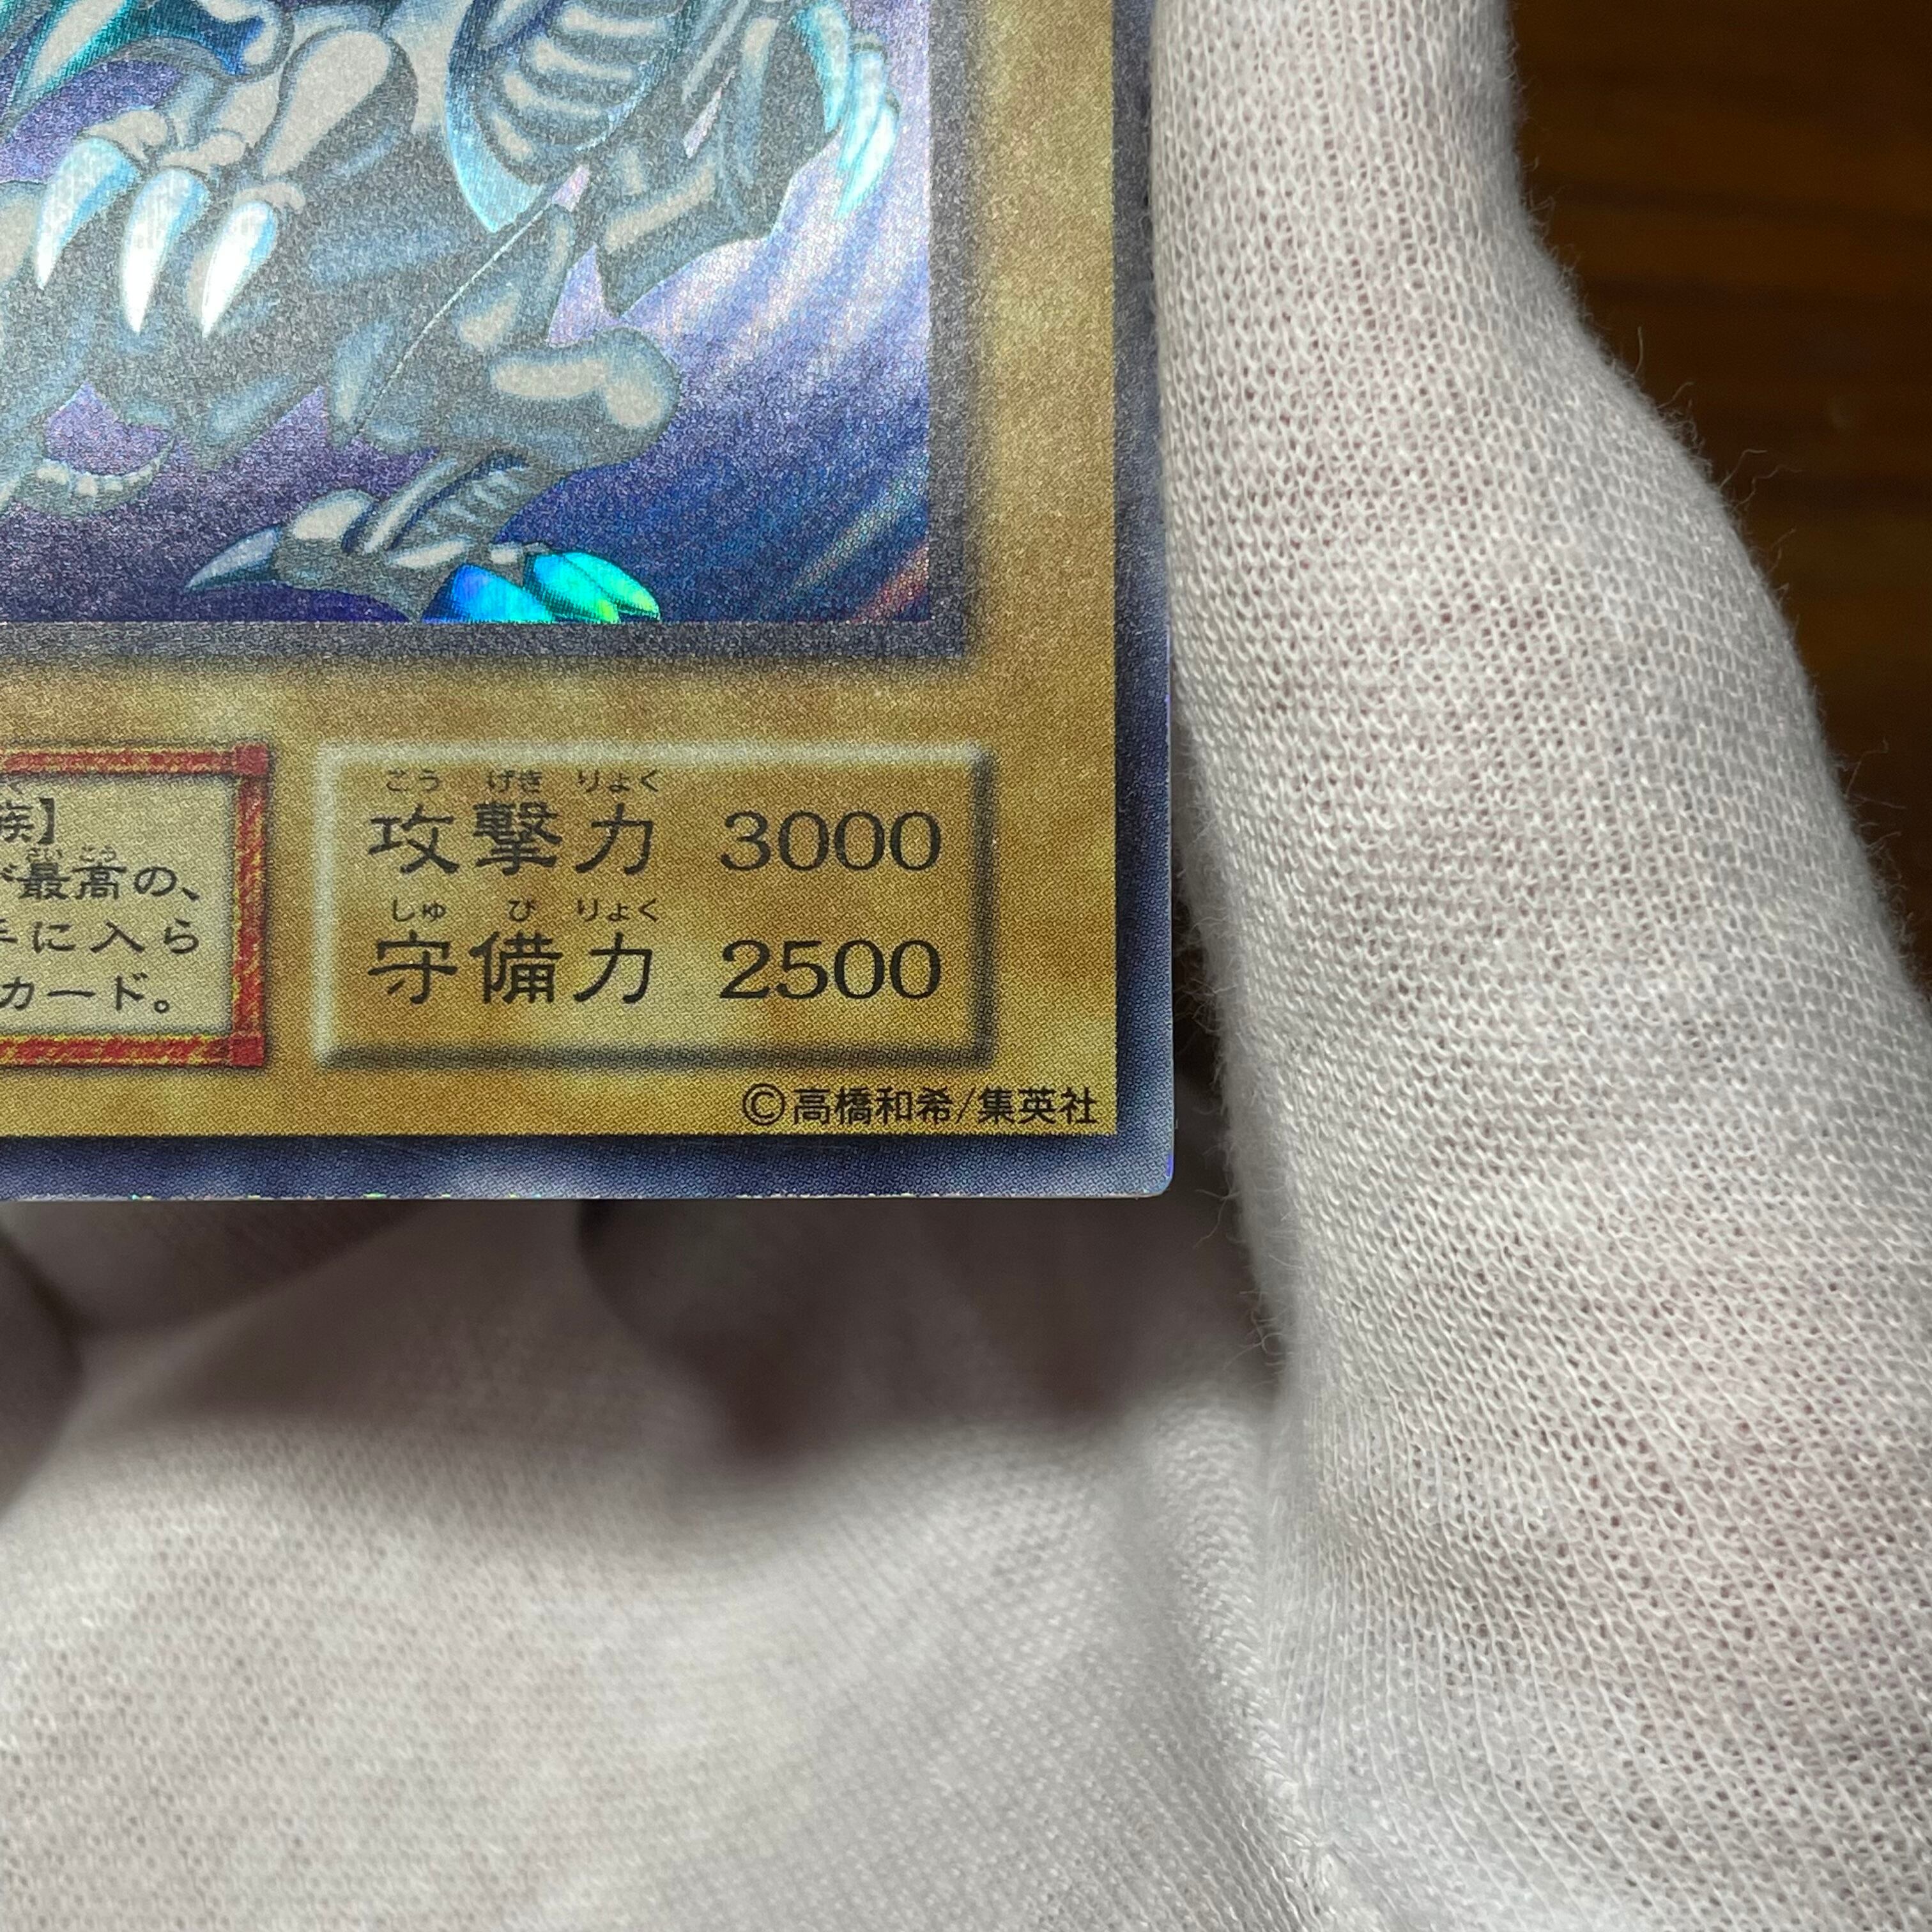 族】
最高の、
手に入ら
カード。
こう げき りょく
攻撃力 3000
しゅ び りょく
守備力 2500
©高橋和希/集英社